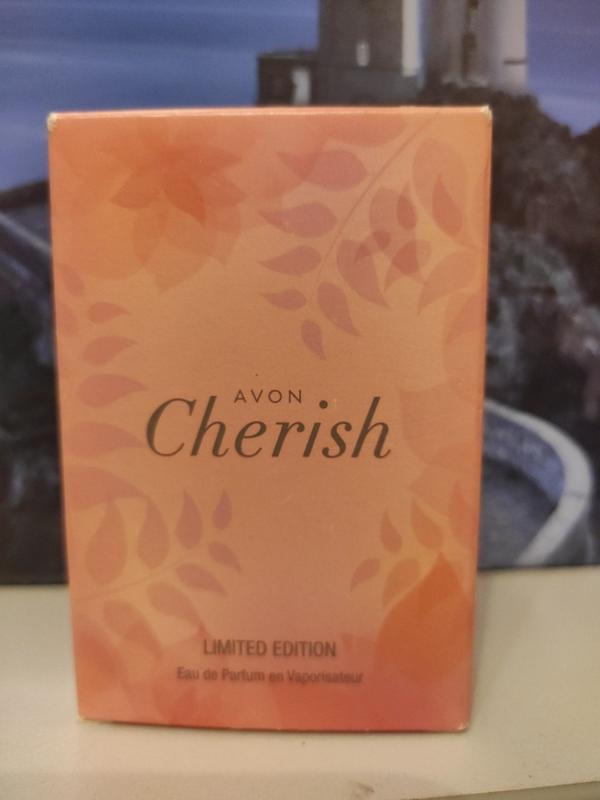 AVON
Cherish
LIMITED EDITION
Eau de Parfum en Vaporisateur